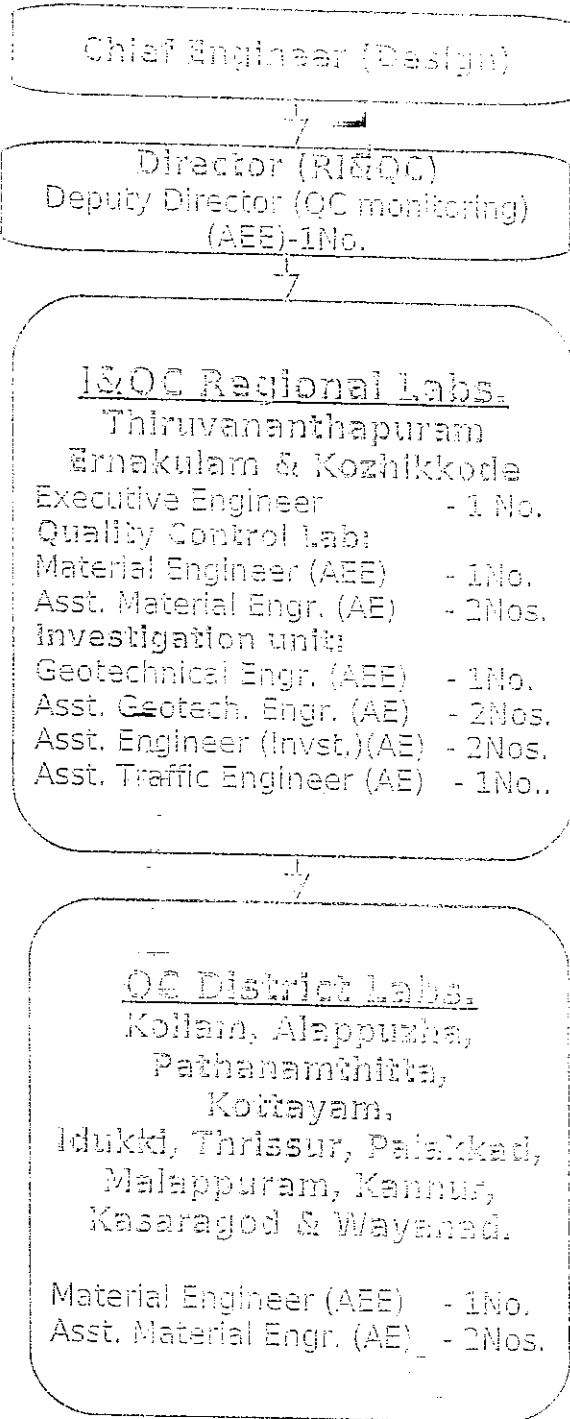 Chief Engineer (Design)
Director (RI&QC)
Deputy Director (QC monitoring)
(AEE)-1No.
I&QC Regional Labs.
Thiruvananthapuram
Ernakulam & Kozhikkode
Executive Engineer - 1 No.
Quality Control Lab:
Material Engineer (AEE) - 1No.
Asst. Material Engr. (AE) - 2Nos.
Investigation unit:
Geotechnical Engr. (AEE) - 1No.
Asst. Geotech. Engr. (AE) - 2Nos.
Asst. Engineer (Invst.)(AE) - 2Nos.
Asst. Traffic Engineer (AE) - 1No..
QC District Labs.
Kollam, Alappuzha,
Pathanamthitta,
Kottayam.
Idukki, Thrissur, Palakkad,
Malappuram, Kannur,
Kasaragod & Wayanad.
Material Engineer (AEE) - 1No.
Asst. Material Engr. (AE) - 2Nos.